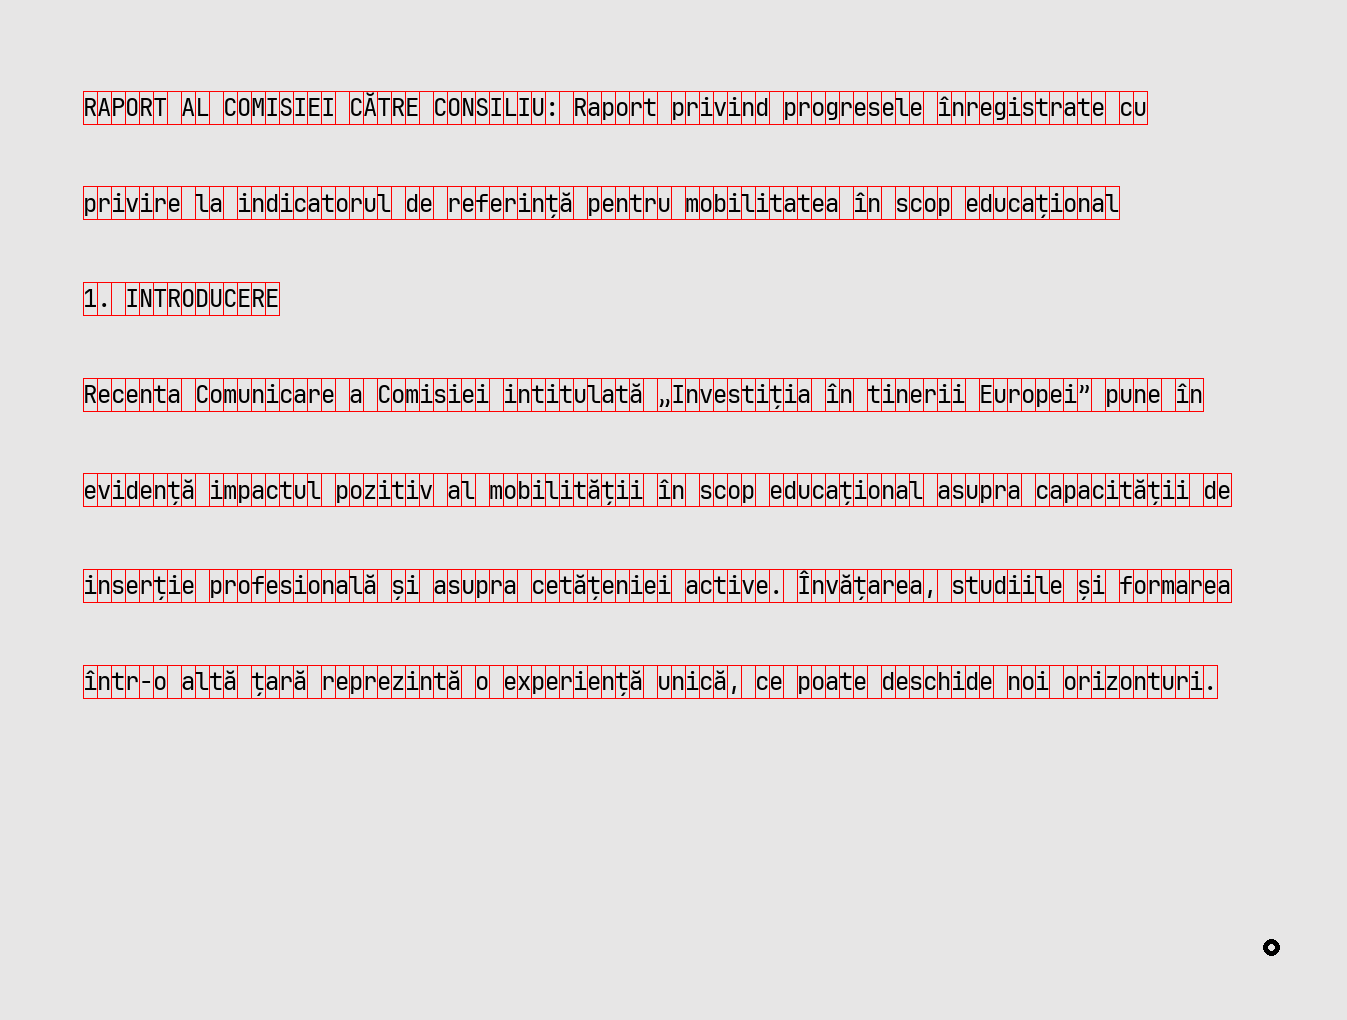 RAPORT AL COMISIEI CĂTRE CONSILIU: Raport privind progresele înregistrate cu
privire la indicatorul de referință pentru mobilitatea în scop educațional
1. INTRODUCERE
Recenta Comunicare a Comisiei intitulată „Investiția în tinerii Europei” pune în
evidență impactul pozitiv al mobilității în scop educațional asupra capacității de
inserție profesională și asupra cetățeniei active. Învățarea, studiile și formarea
într-o altă țară reprezintă o experiență unică, ce poate deschide noi orizonturi.